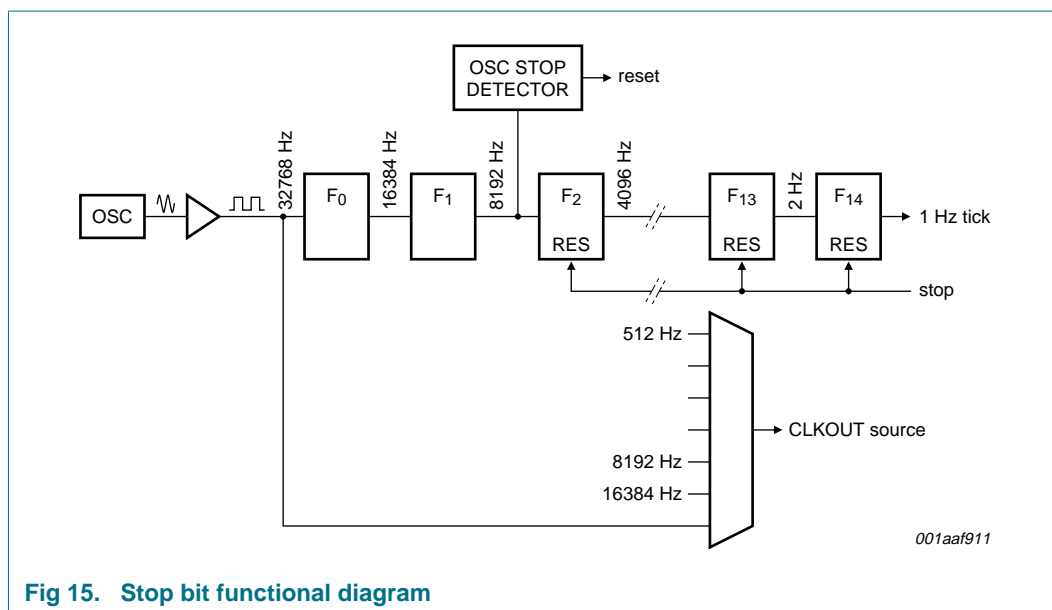 OSC STOP
DETECTOR
reset
32768 Hz
16384 Hz
8192 Hz
4096 Hz
2 Hz
OSC
F0
F1
F2
RES
F13
RES
F14
RES
1 Hz tick
stop
512 Hz
CLKOUT source
8192 Hz
16384 Hz
001aaf911
Fig 15. Stop bit functional diagram